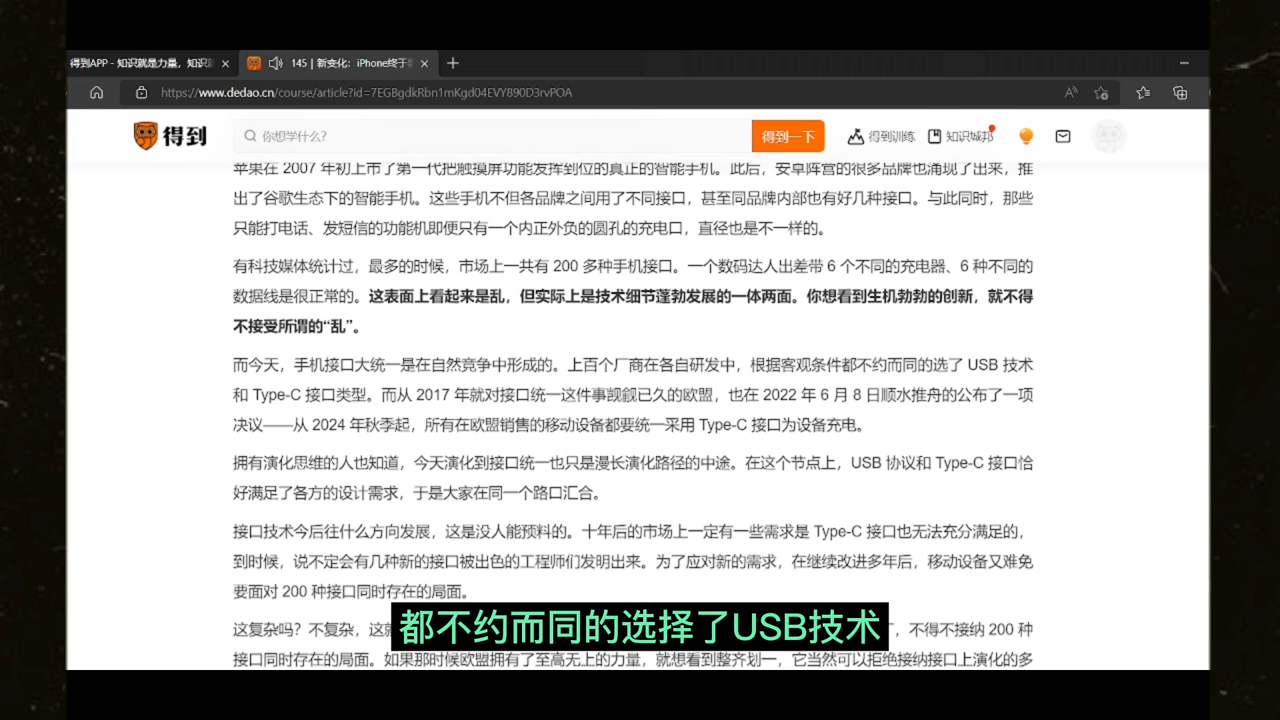 得到APP - 知识就是力量，知识
145 | 新变化：iPhone终于
https://www.dedao.cn/course/article?id=7EGBgdkRbn1mKgd04EVY890D3rvPOA
得到
你想学什么?
得到一下
得到训练
知识城邦
苹果在 2007 年初上市了第一代把触摸屏功能发挥到位的真正的智能手机。此后，安卓阵营的很多品牌也涌现了出来，推
出了谷歌生态下的智能手机。这些手机不但各品牌之间用了不同接口，甚至同品牌内部也有好几种接口。与此同时，那些
只能打电话、发短信的功能机即便只有一个内正外负的圆孔的充电口，直径也是不一样的。
有科技媒体统计过，最多的时候，市场上一共有 200 多种手机接口。一个数码达人出差带 6 个不同的充电器、6 种不同的
数据线是很正常的。这表面上看起来是乱，但实际上是技术细节蓬勃发展的一体两面。你想看到生机勃勃的创新，就不得
不接受所谓的“乱”。
而今天，手机接口大统一是在自然竞争中形成的。上百个厂商在各自研发中，根据客观条件都不约而同的选了 USB 技术
和 Type-C 接口类型。而从 2017 年就对接口统一这件事觊觎已久的欧盟，也在 2022 年 6 月 8 日顺水推舟的公布了一项
决议——从 2024 年秋季起，所有在欧盟销售的移动设备都要统一采用 Type-C 接口为设备充电。
拥有演化思维的人也知道，今天演化到接口统一也只是漫长演化路径的中途。在这个节点上，USB 协议和 Type-C 接口恰
好满足了各方的设计需求，于是大家在同一个路口汇合。
接口技术今后往什么方向发展，这是没人能预料的。十年后的市场上一定有一些需求是 Type-C 接口也无法充分满足的，
到时候，说不定会有几种新的接口被出色的工程师们发明出来。为了应对新的需求，在继续改进多年后，移动设备又难免
要面对 200 种接口同时存在的局面。
这复杂吗？不复杂，这就 ，不得不接纳 200 种
都不约而同的选择了USB技术
接口同时存在的局面。如果那时候欧盟拥有了至高无上的力量，就想看到整齐划一，它当然可以拒绝接纳接口上演化的多